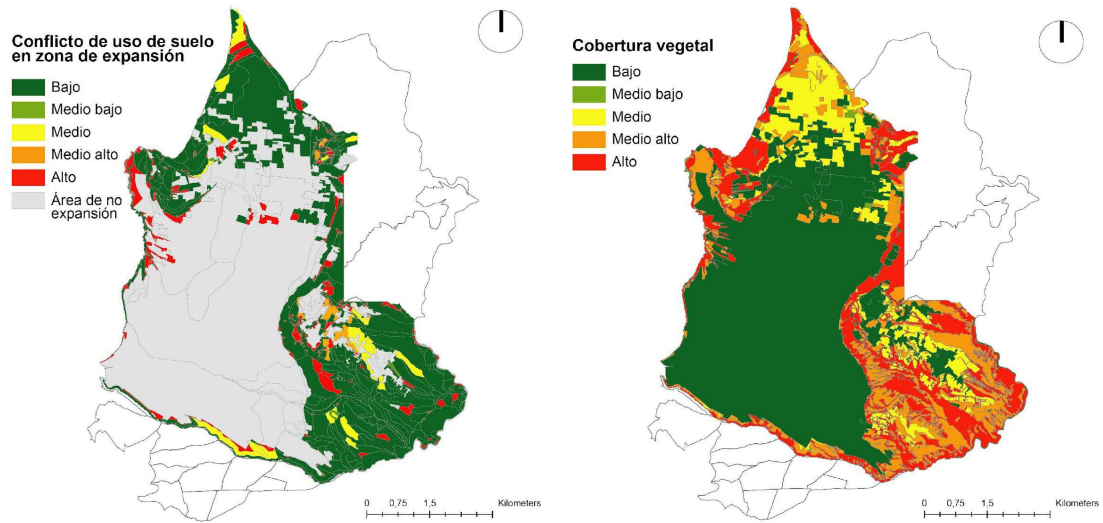 Conflicto de uso de suelo
en zona de expansión
Bajo
Medio bajo
Medio
Medio alto
Alto
Área de no
expansión
0 0,75 1,5 Kilometers
Cobertura vegetal
Bajo
Medio bajo
Medio
Medio alto
Alto
0 0,75 1,5 Kilometers